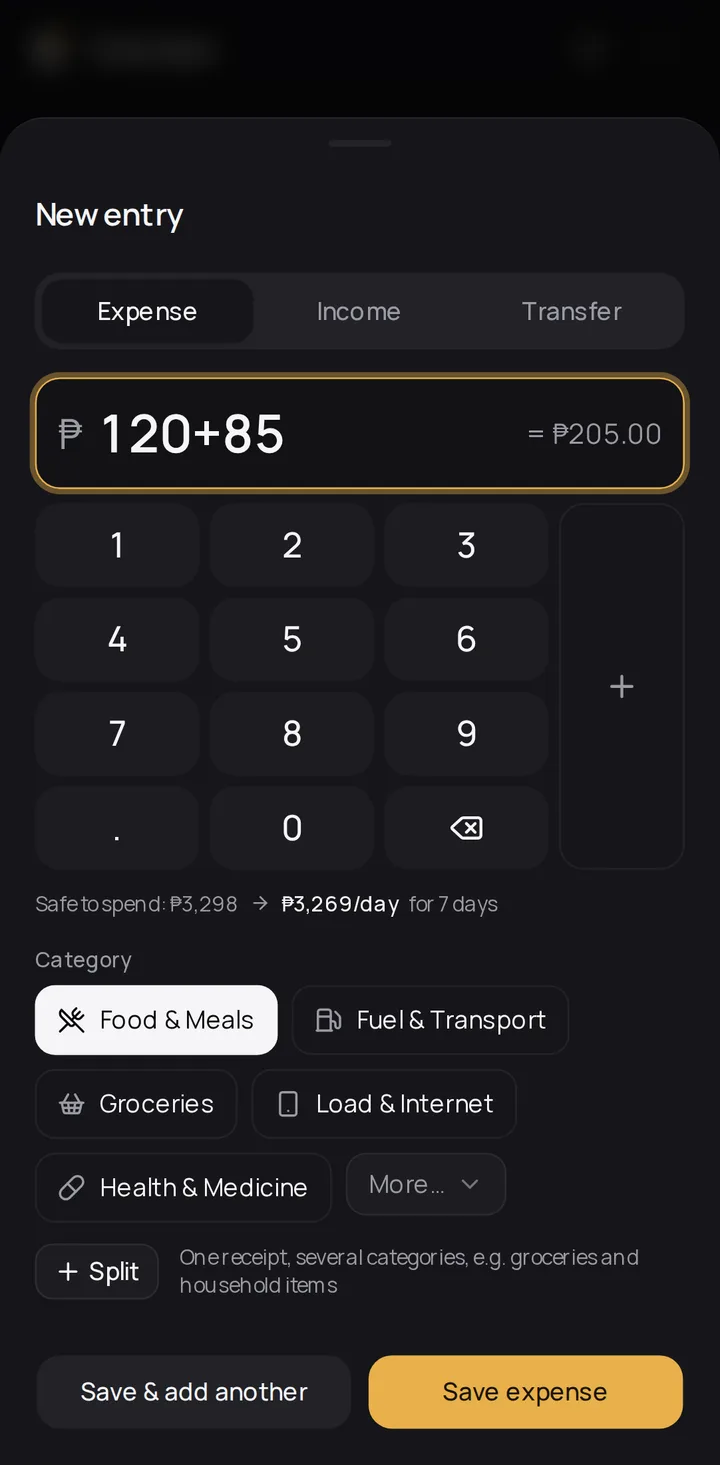 New entry
Expense Income Transfer
₱ 120+85 = ₱205.00
1 2 3
4 5 6
+
7 8 9
. 0
Safe to spend: ₱3,298 → ₱3,269/day for 7 days
Category
Food & Meals Fuel & Transport
Groceries Load & Internet
Health & Medicine More...
+ Split One receipt, several categories, e.g. groceries and
household items
Save & add another Save expense